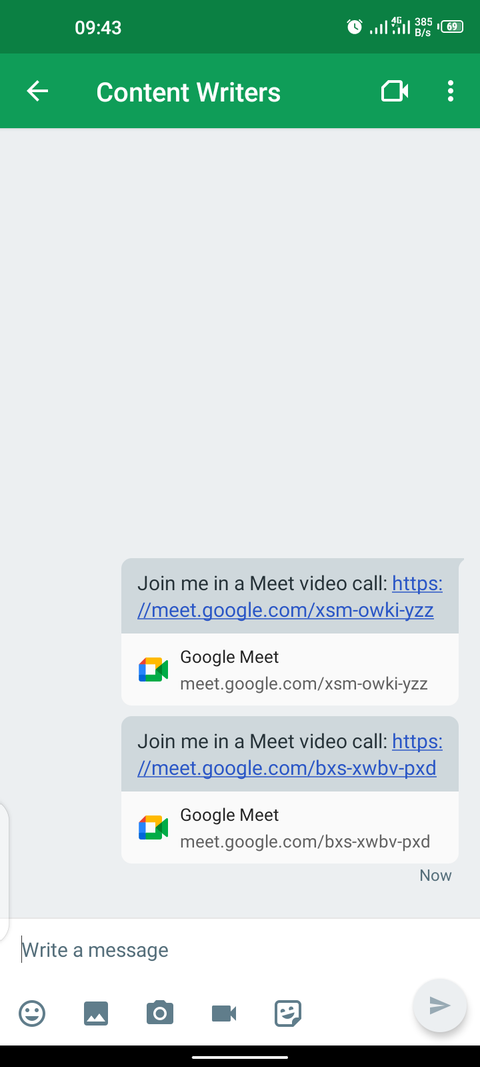 09:43
4G
385
B/s
69
Content Writers
Join me in a Meet video call: https:
//meet.google.com/xsm-owki-yzz
Google Meet
meet.google.com/xsm-owki-yzz
Join me in a Meet video call: https:
//meet.google.com/bxs-xwbv-pxd
Google Meet
meet.google.com/bxs-xwbv-pxd
Now
Write a message